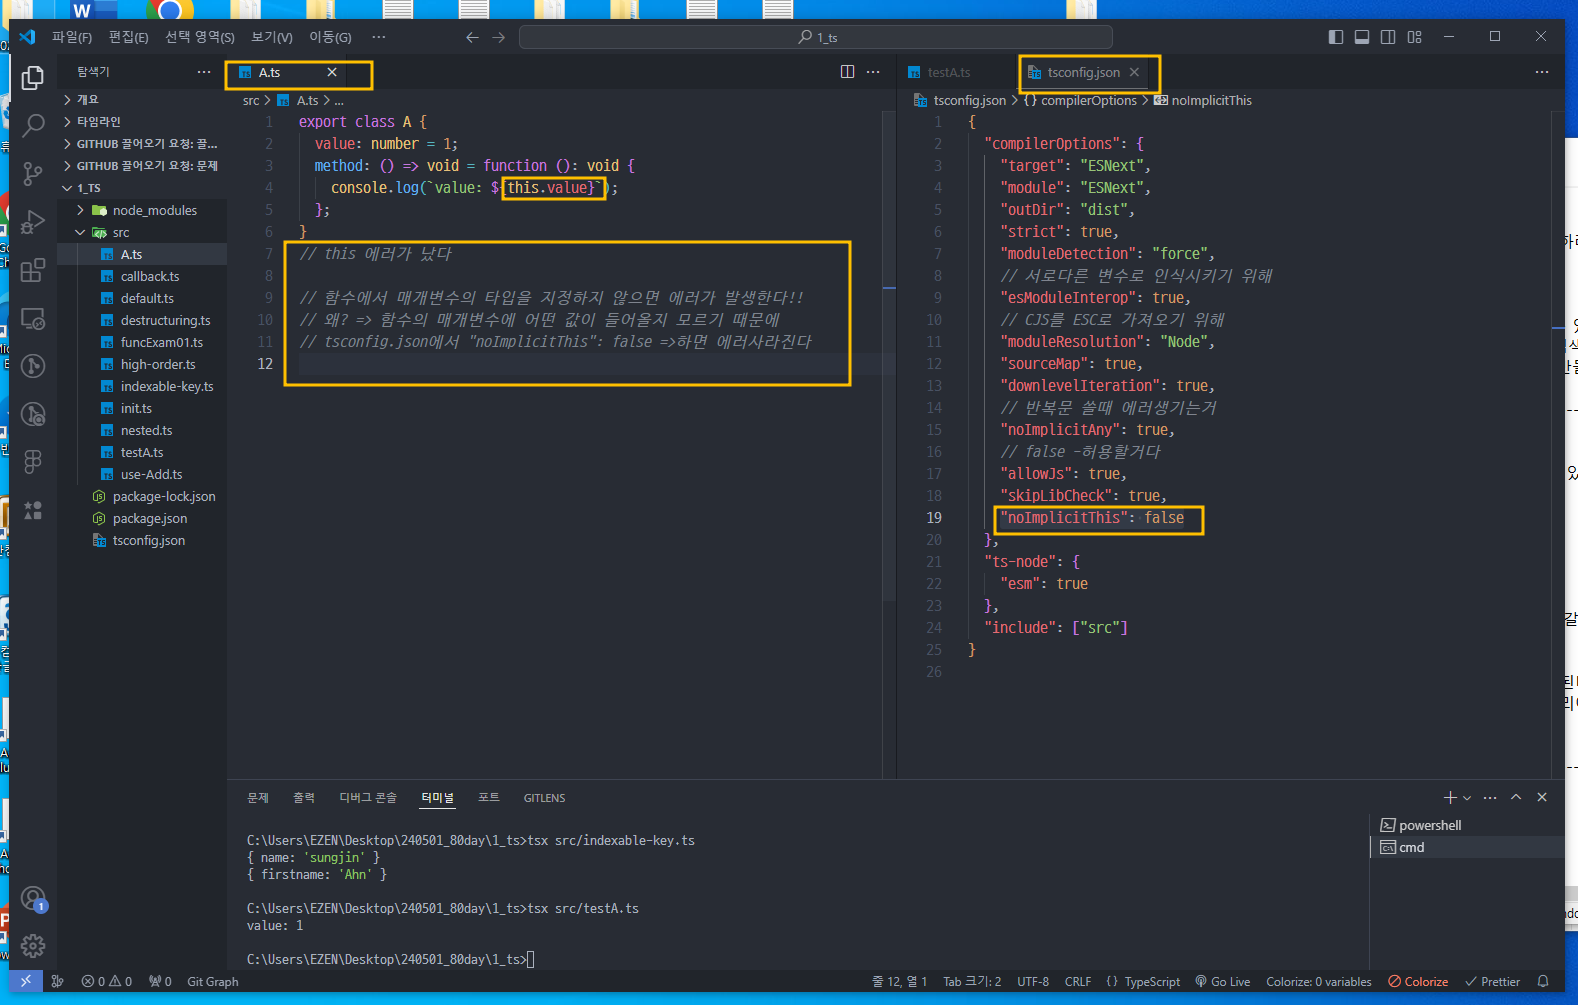 파일(F) 편집(E) 선택 영역(S) 보기(V) 이동(G) ··· 1_ts
탐색기 ···
개요
타임라인
GITHUB 끌어오기 요청: 끌...
GITHUB 끌어오기 요청: 문제
1_TS
node_modules
src
A.ts
callback.ts
default.ts
destructuring.ts
funcExam01.ts
high-order.ts
indexable-key.ts
init.ts
nested.ts
testA.ts
use-Add.ts
package-lock.json
package.json
tsconfig.json
A.ts
src > A.ts > ...
1 export class A {
2 value: number = 1;
3 method: () => void = function (): void {
4 console.log(`value: ${this.value}`);
5 };
6 }
7 // this 에러가 났다
8
9 // 함수에서 매개변수의 타입을 지정하지 않으면 에러가 발생한다!!
10 // 왜? => 함수의 매개변수에 어떤 값이 들어올지 모르기 때문에
11 // tsconfig.json에서 "noImplicitThis": false =>하면 에러사라진다
12
testA.ts tsconfig.json
tsconfig.json > {} compilerOptions > noImplicitThis
1 {
2 "compilerOptions": {
3 "target": "ESNext",
4 "module": "ESNext",
5 "outDir": "dist",
6 "strict": true,
7 "moduleDetection": "force",
8 // 서로다른 변수로 인식시키기 위해
9 "esModuleInterop": true,
10 // CJS를 ESC로 가져오기 위해
11 "moduleResolution": "Node",
12 "sourceMap": true,
13 "downlevelIteration": true,
14 // 반복문 쓸때 에러생기는거
15 "noImplicitAny": true,
16 // false -허용할거다
17 "allowJs": true,
18 "skipLibCheck": true,
19 "noImplicitThis": false
20 },
21 "ts-node": {
22 "esm": true
23 },
24 "include": ["src"]
25 }
26
문제 출력 디버그 콘솔 터미널 포트 GITLENS
C:\Users\EZEN\Desktop\240501_80day\1_ts>tsx src/indexable-key.ts
{ name: 'sungjin' }
{ firstname: 'Ahn' }
C:\Users\EZEN\Desktop\240501_80day\1_ts>tsx src/testA.ts
value: 1
C:\Users\EZEN\Desktop\240501_80day\1_ts>
powershell
cmd
1
0 0 0 Git Graph 줄 12, 열 1 Tab 크기: 2 UTF-8 CRLF {} TypeScript Go Live Colorize: 0 variables Colorize Prettier